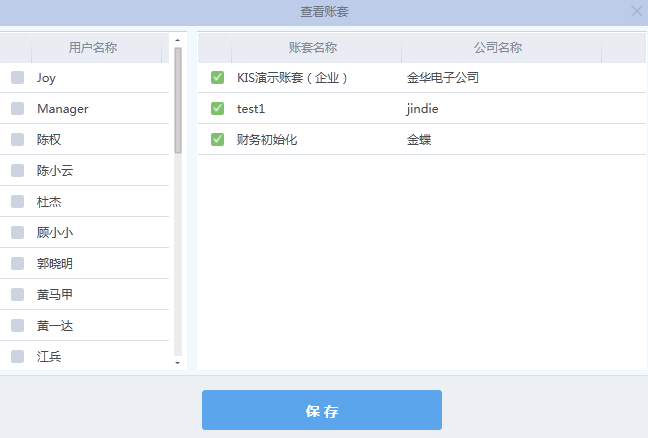 查看账套
用户名称
账套名称 公司名称
Joy
Manager
陈权
陈小云
杜杰
顾小小
郭晓明
黄马甲
黄一达
江兵
KIS演示账套（企业） 金华电子公司
test1 jindie
财务初始化 金蝶
保存